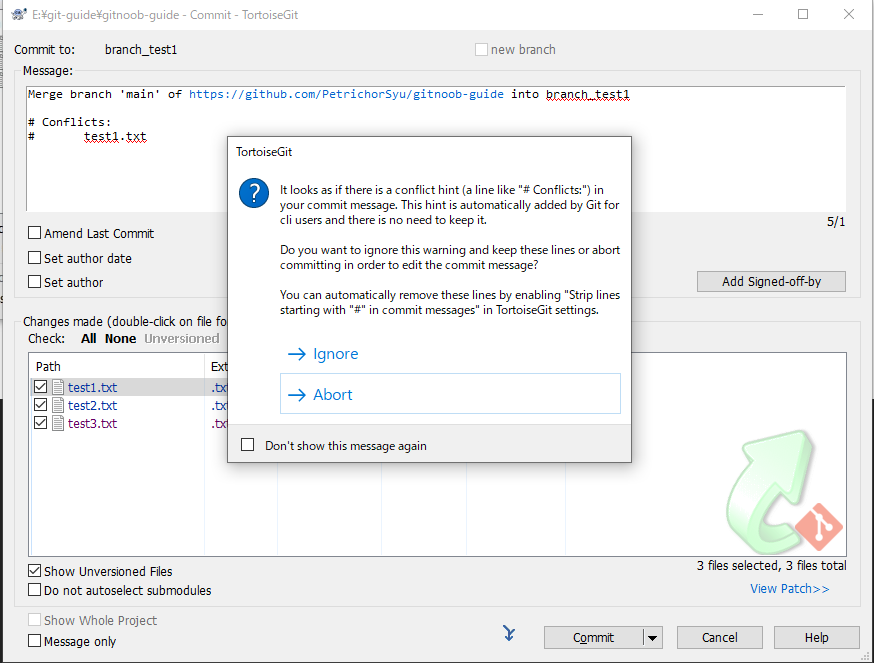 E:¥git-guide¥gitnoob-guide - Commit - TortoiseGit
Commit to: branch_test1 new branch
Message:
Merge branch 'main' of https://github.com/PetrichorSyu/gitnoob-guide into branch_test1
# Conflicts:
# test1.txt
5/1
Amend Last Commit
Set author date
Set author
Add Signed-off-by
TortoiseGit
It looks as if there is a conflict hint (a line like "# Conflicts:") in
your commit message. This hint is automatically added by Git for
cli users and there is no need to keep it.
Do you want to ignore this warning and keep these lines or abort
committing in order to edit the commit message?
You can automatically remove these lines by enabling "Strip lines
starting with "#" in commit messages" in TortoiseGit settings.
Ignore
Abort
Don't show this message again
Changes made (double-click on file fo
Check: All None Unversioned
Path Ext
test1.txt .tx
test2.txt .tx
test3.txt .tx
Show Unversioned Files
3 files selected, 3 files total
Do not autoselect submodules
View Patch>>
Show Whole Project
Message only
Commit Cancel Help